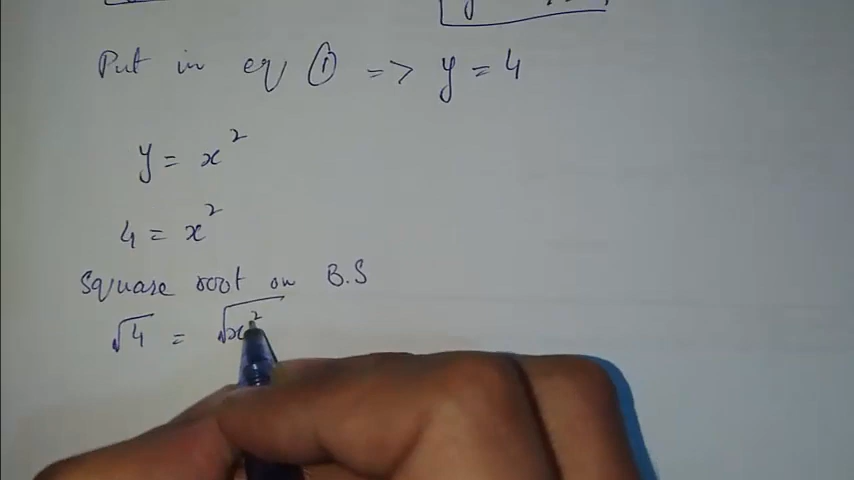 Put in eq ① => y = 4
y = x²
4 = x²
Square root on B.S
√4 = √x²